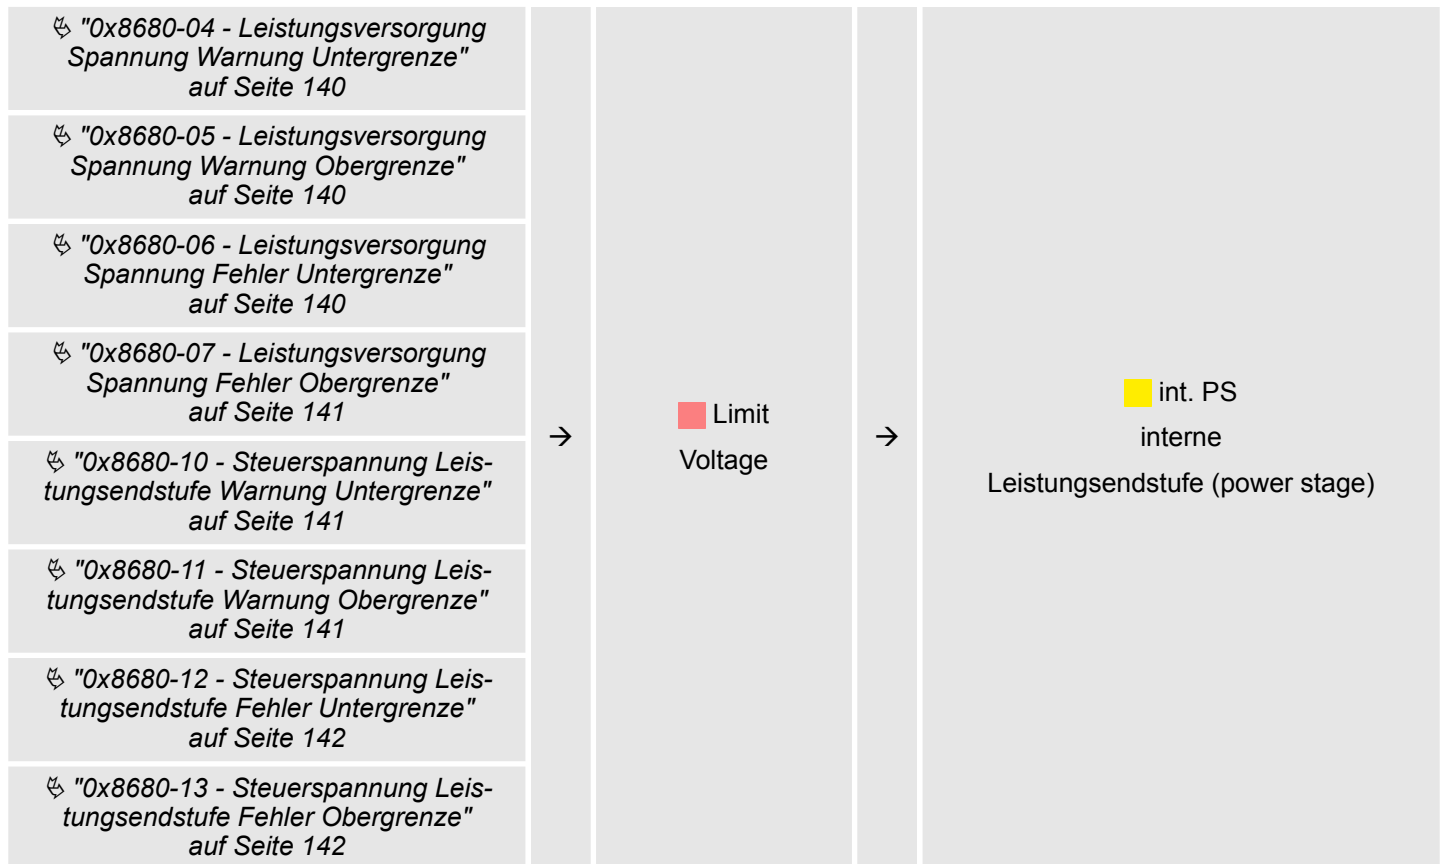 ↳ "0x8680-04 - Leistungsversorgung
Spannung Warnung Untergrenze"
auf Seite 140
↳ "0x8680-05 - Leistungsversorgung
Spannung Warnung Obergrenze"
auf Seite 140
↳ "0x8680-06 - Leistungsversorgung
Spannung Fehler Untergrenze"
auf Seite 140
↳ "0x8680-07 - Leistungsversorgung
Spannung Fehler Obergrenze"
auf Seite 141
↳ "0x8680-10 - Steuerspannung Leis-
tungsendstufe Warnung Untergrenze"
auf Seite 141
↳ "0x8680-11 - Steuerspannung Leis-
tungsendstufe Warnung Obergrenze"
auf Seite 141
↳ "0x8680-12 - Steuerspannung Leis-
tungsendstufe Fehler Untergrenze"
auf Seite 142
↳ "0x8680-13 - Steuerspannung Leis-
tungsendstufe Fehler Obergrenze"
auf Seite 142
→
Limit
Voltage
→
int. PS
interne
Leistungsendstufe (power stage)